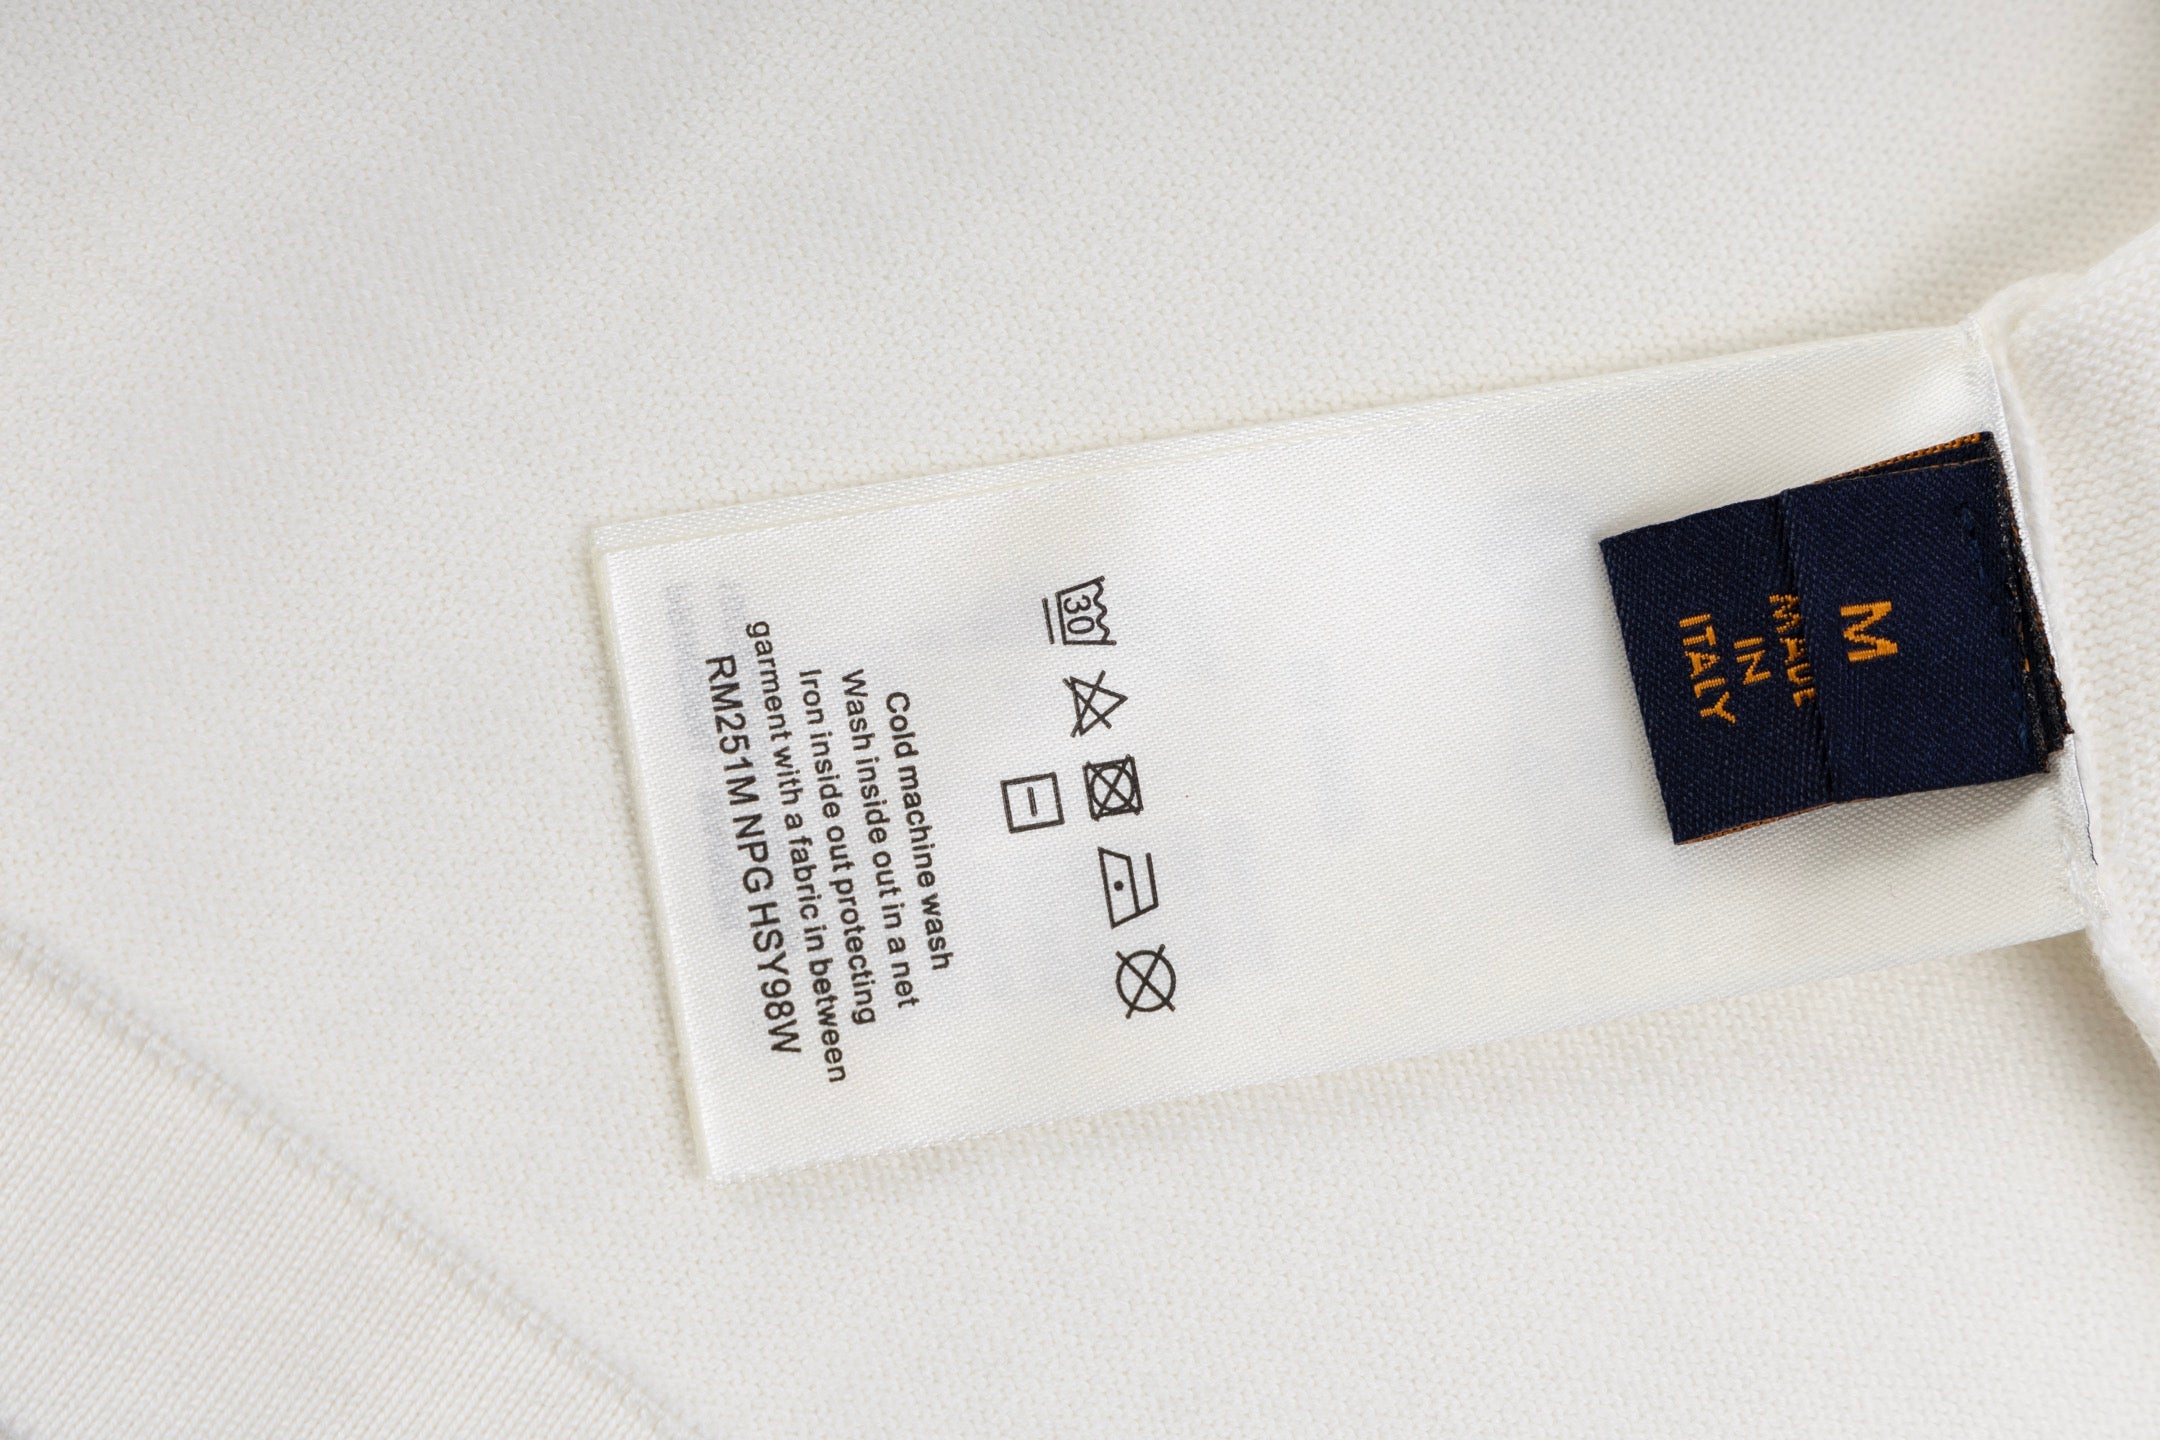 M
MADE
IN
ITALY
30
Cold machine wash
Wash inside out in a net
Iron inside out protecting
garment with a fabric in between
RM251M NPG HSY98W